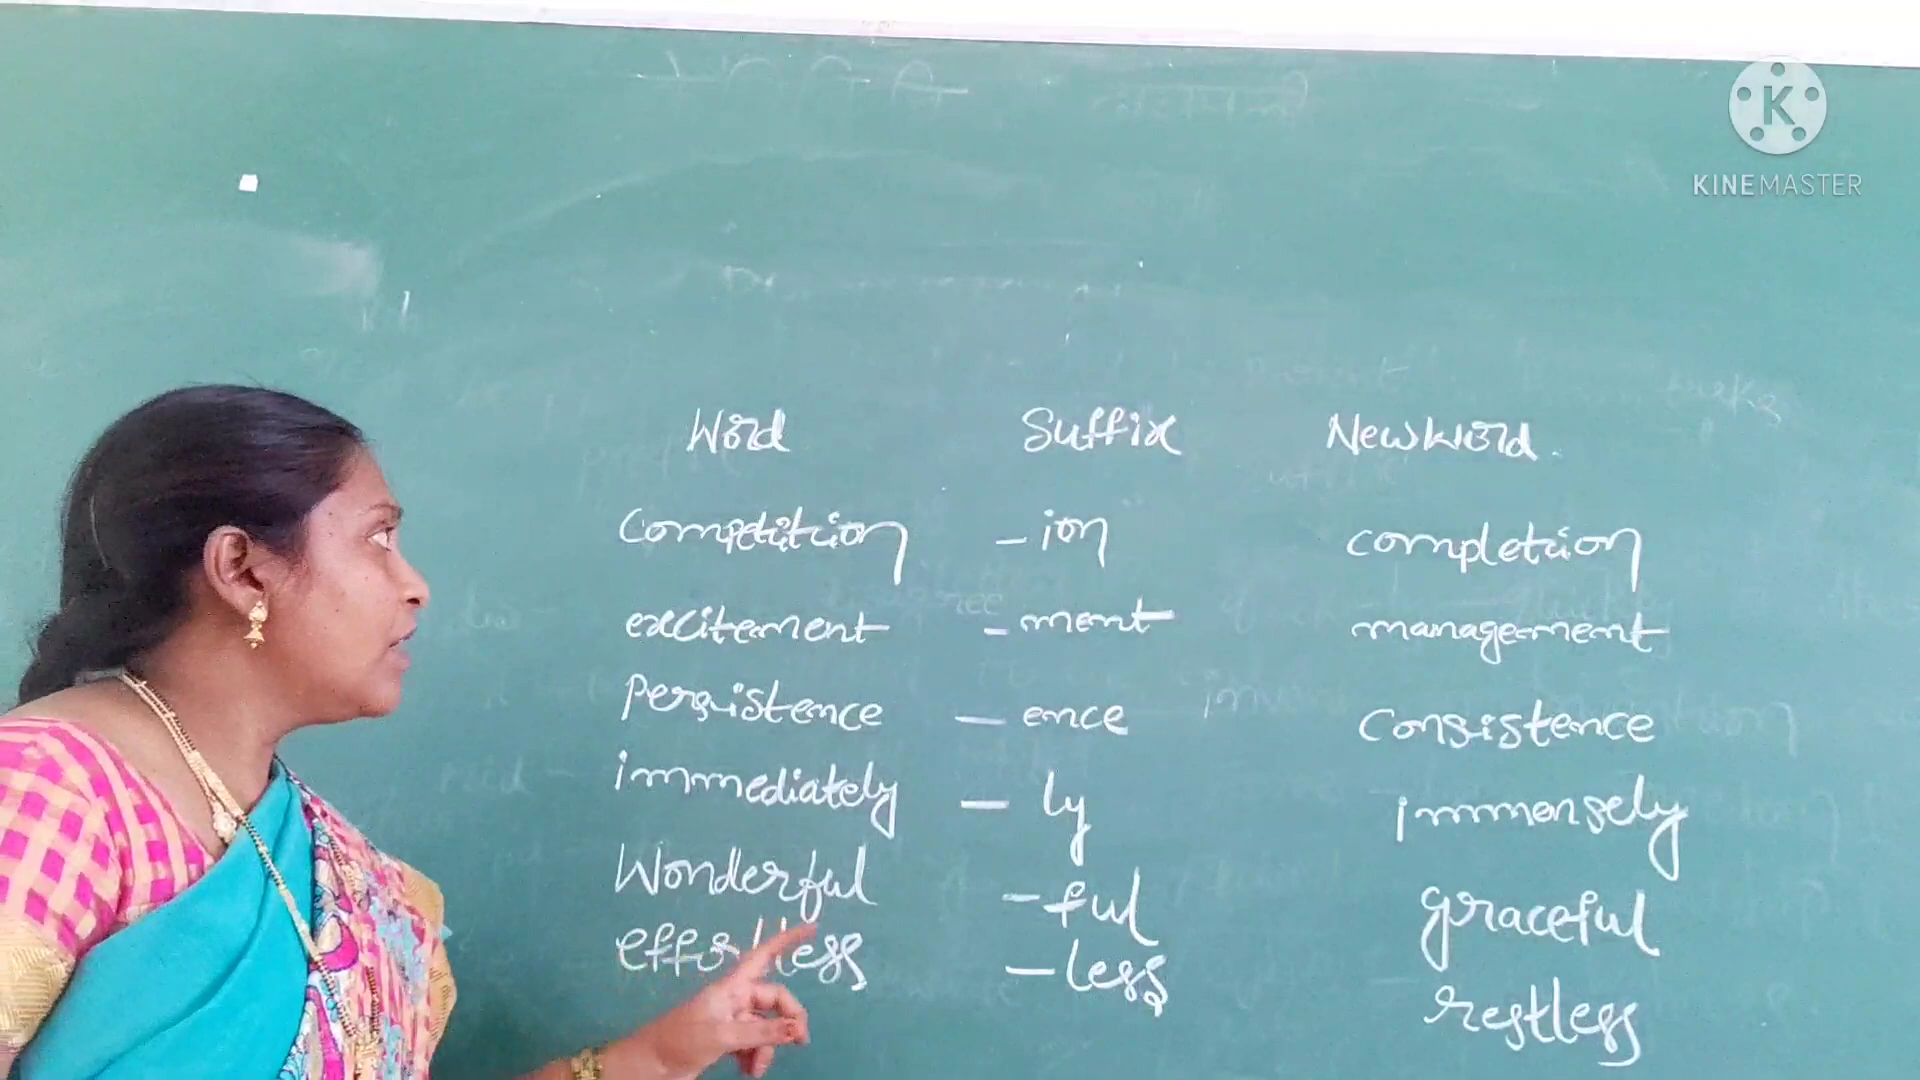 KINEMASTER
Word Suffix New word
Competition -ion completion
excitement -ment management
Persistence - ence Consistence
immediately - ly immensely
Wonderful -ful graceful
effortless -less restless